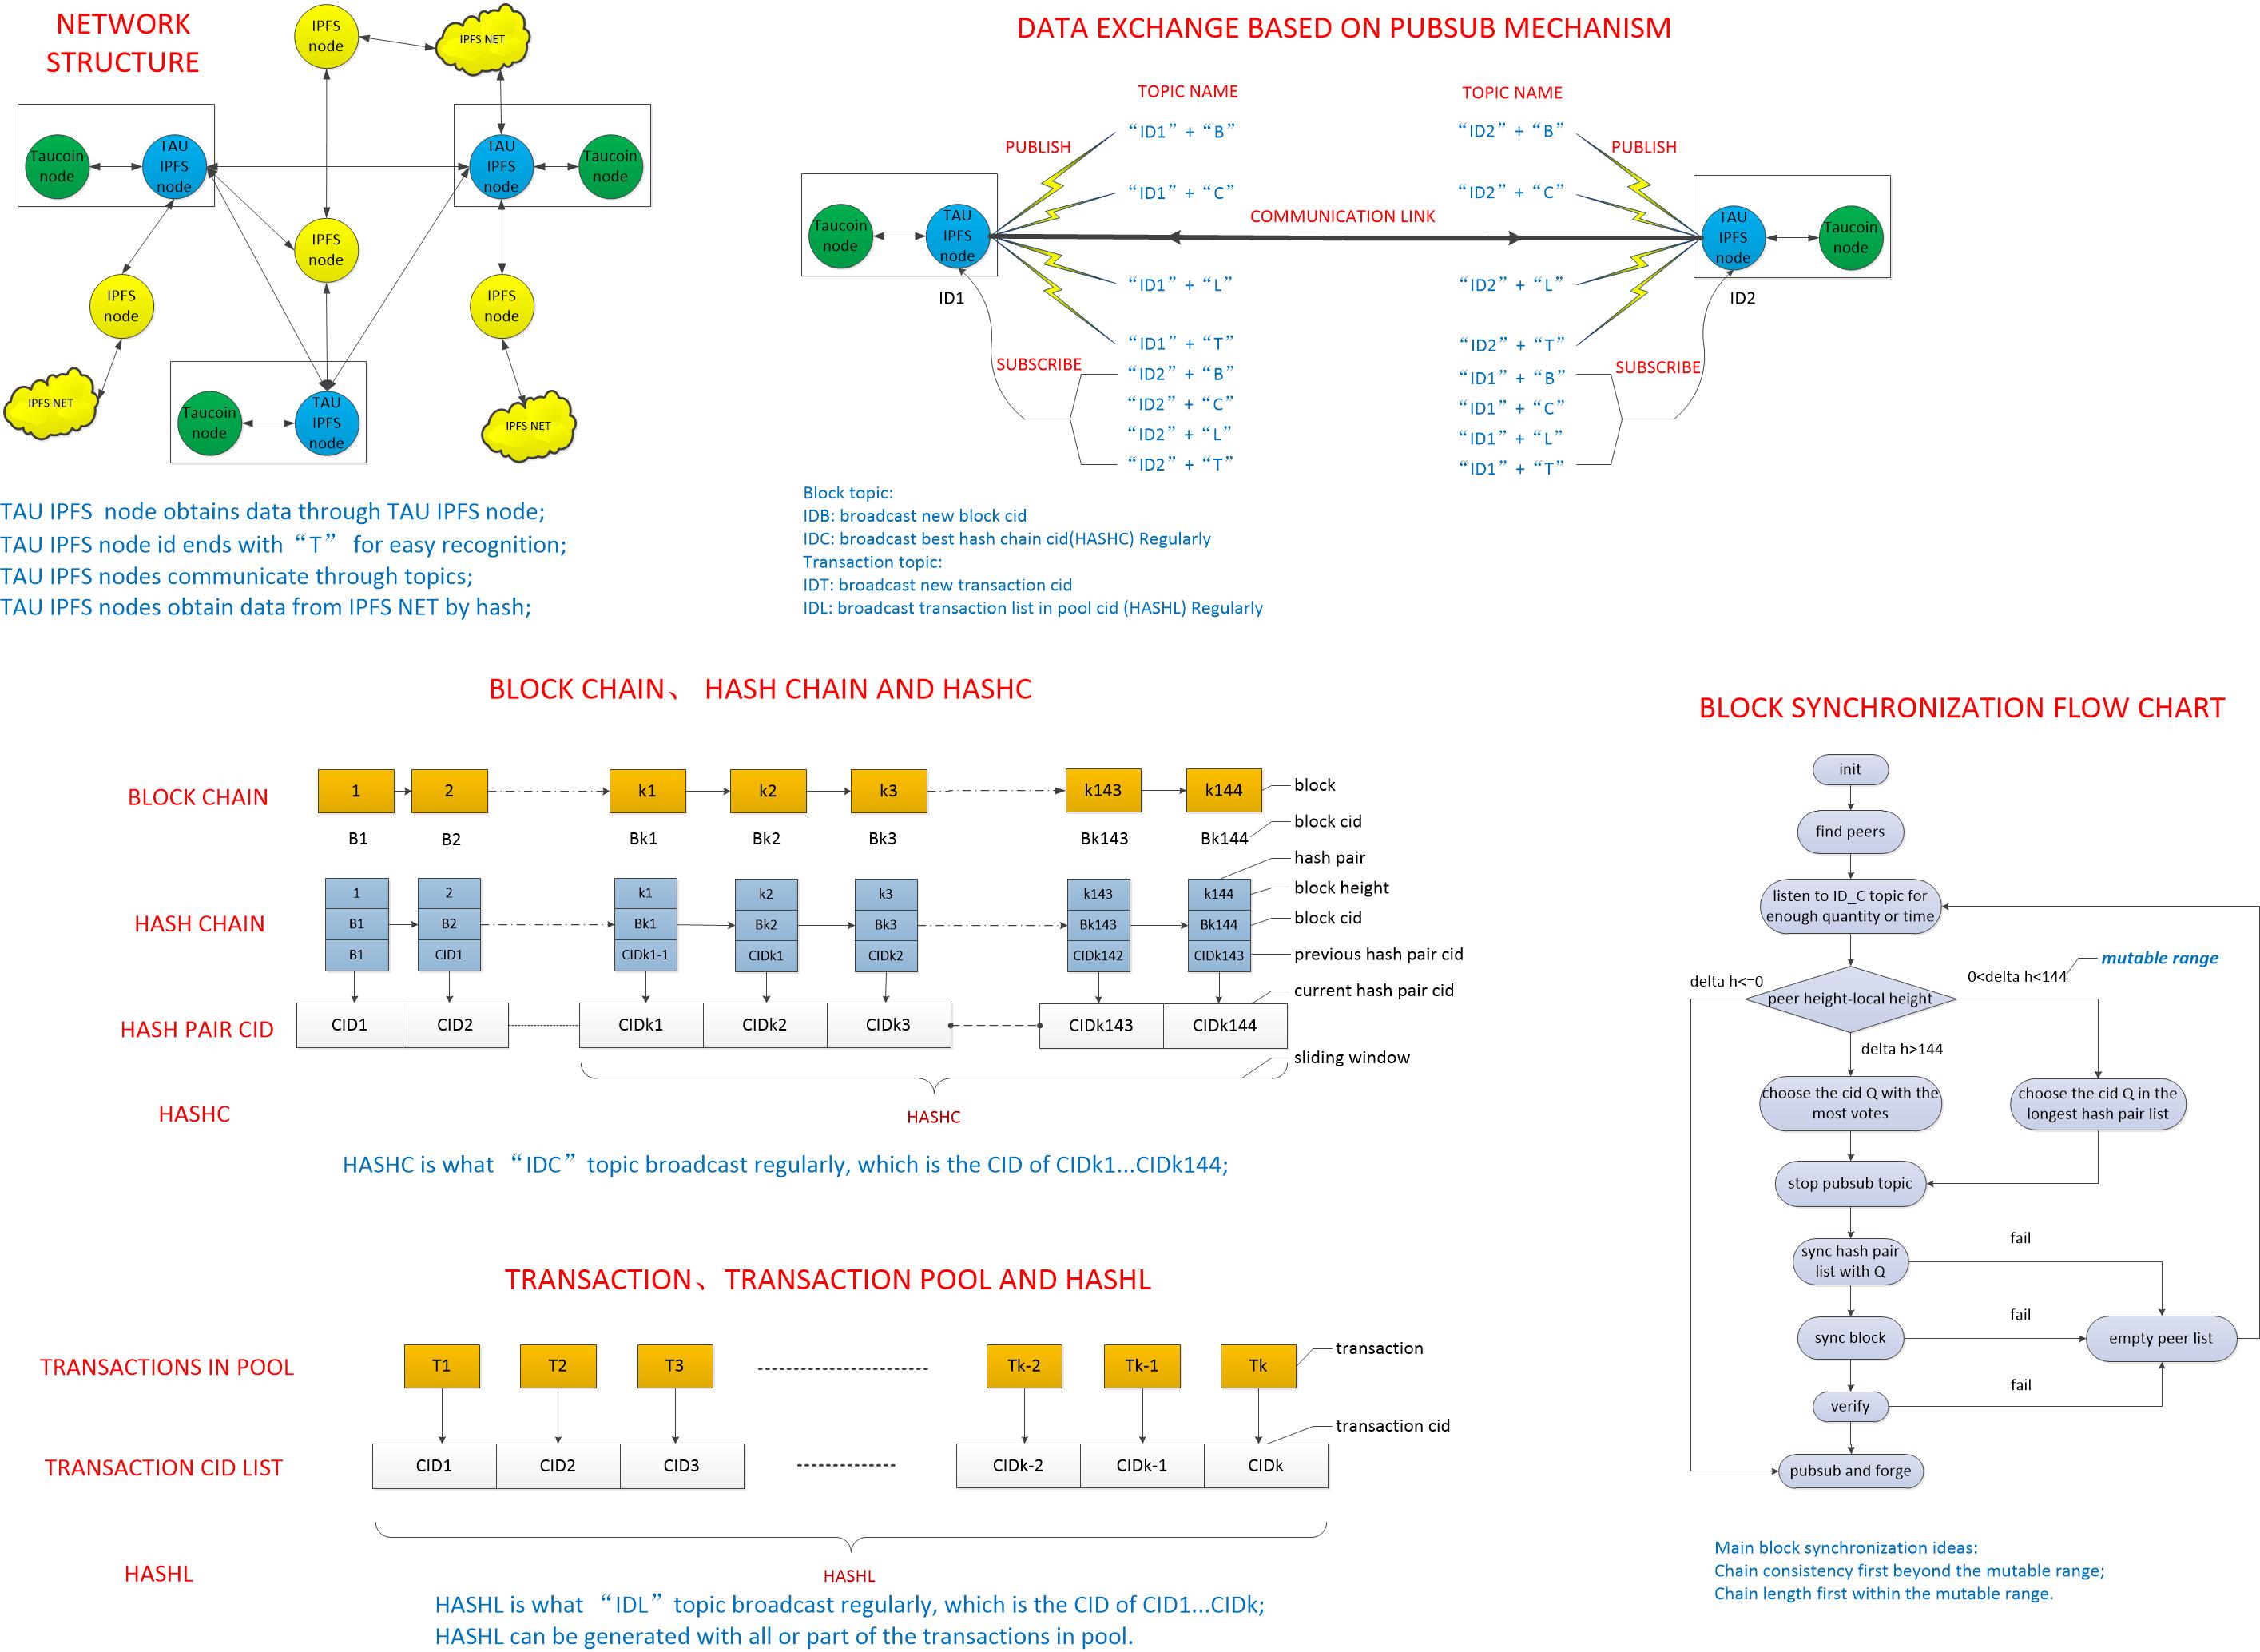 NETWORK
STRUCTURE
IPFS
node
IPFS NET
Taucoin
node
TAU
IPFS
node
TAU
IPFS
node
Taucoin
node
IPFS
node
IPFS
node
IPFS
node
IPFS NET
Taucoin
node
TAU
IPFS
node
IPFS NET
TAU IPFS  node obtains data through TAU IPFS node;
TAU IPFS node id ends with“T” for easy recognition;
TAU IPFS nodes communicate through topics;
TAU IPFS nodes obtain data from IPFS NET by hash;
DATA EXCHANGE BASED ON PUBSUB MECHANISM
TOPIC NAME
TOPIC NAME
“ID1” + “B”
“ID2” + “B”
PUBLISH
PUBLISH
“ID1” + “C”
“ID2” + “C”
COMMUNICATION LINK
Taucoin
node
TAU
IPFS
node
TAU
IPFS
node
Taucoin
node
“ID1” + “L”
“ID2” + “L”
ID1
ID2
“ID1” + “T”
“ID2” + “T”
SUBSCRIBE
SUBSCRIBE
“ID2” + “B”
“ID1” + “B”
“ID2” + “C”
“ID1” + “C”
“ID2” + “L”
“ID1” + “L”
“ID2” + “T”
“ID1” + “T”
Block topic:
IDB: broadcast new block cid
IDC: broadcast best hash chain cid(HASHC) Regularly
Transaction topic:
IDT: broadcast new transaction cid
IDL: broadcast transaction list in pool cid (HASHL) Regularly
BLOCK CHAIN、 HASH CHAIN AND HASHC
BLOCK CHAIN
1 2 k1 k2 k3 k143 k144
block
B1 B2 Bk1 Bk2 Bk3 Bk143 Bk144
block cid
hash pair
HASH CHAIN
1 2 k1 k2 k3 k143 k144
block height
B1 B2 Bk1 Bk2 Bk3 Bk143 Bk144
block cid
B1 CID1 CIDk1-1 CIDk1 CIDk2 CIDk142 CIDk143
previous hash pair cid
current hash pair cid
HASH PAIR CID
CID1 CID2 CIDk1 CIDk2 CIDk3 CIDk143 CIDk144
sliding window
HASHC
HASHC
HASHC is what “IDC”topic broadcast regularly, which is the CID of CIDk1...CIDk144;
TRANSACTION、TRANSACTION POOL AND HASHL
TRANSACTIONS IN POOL
T1 T2 T3 Tk-2 Tk-1 Tk
transaction
transaction cid
TRANSACTION CID LIST
CID1 CID2 CID3 CIDk-2 CIDk-1 CIDk
HASHL
HASHL
HASHL is what “IDL”topic broadcast regularly, which is the CID of CID1...CIDk;
HASHL can be generated with all or part of the transactions in pool.
BLOCK SYNCHRONIZATION FLOW CHART
init
find peers
listen to ID_C topic for
enough quantity or time
mutable range
delta h<=0
0<delta h<144
peer height-local height
delta h>144
choose the cid Q with the
most votes
choose the cid Q in the
longest hash pair list
stop pubsub topic
fail
sync hash pair
list with Q
fail
sync block
empty peer list
fail
verify
pubsub and forge
Main block synchronization ideas:
Chain consistency first beyond the mutable range;
Chain length first within the mutable range.